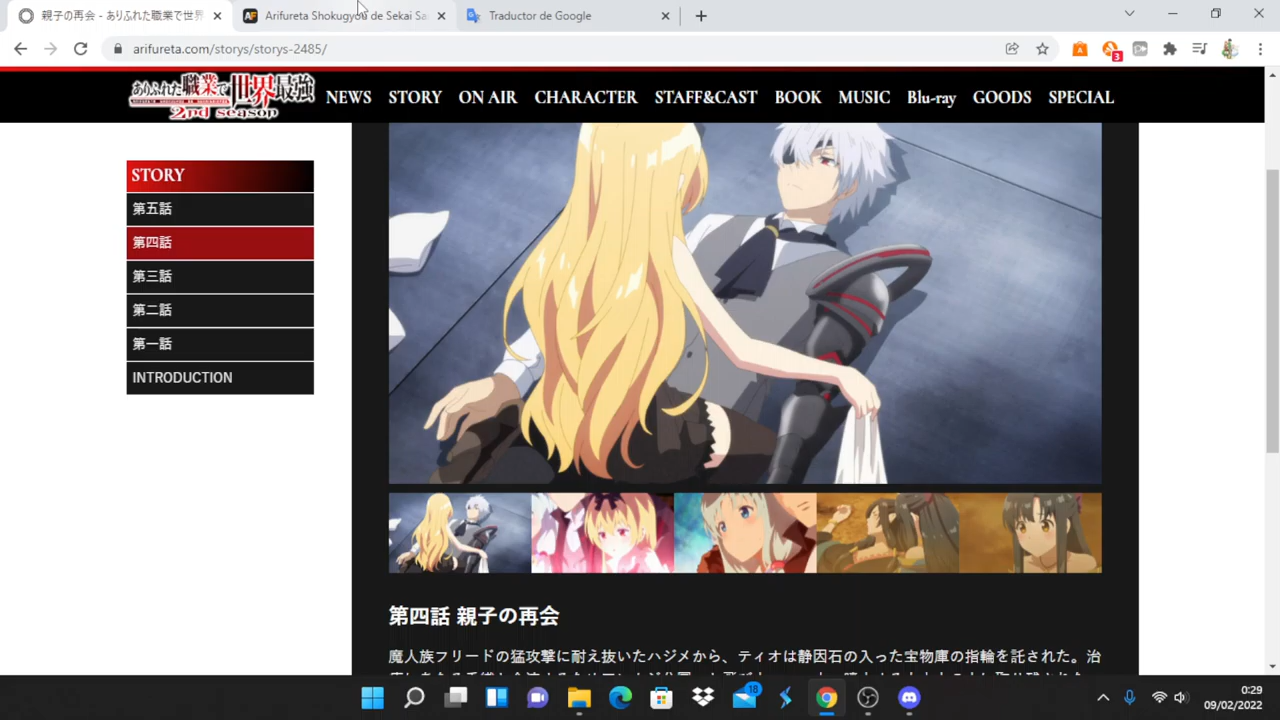 親子の再会 - ありふれた職業で世界
Arifureta Shokugyou de Sekai Sa
Traductor de Google
arifureta.com/storys/storys-2485/
3
ありふれた職業で世界最強
2nd season
NEWS STORY ON AIR CHARACTER STAFF&CAST BOOK MUSIC Blu-ray GOODS SPECIAL
STORY
第五話
第四話
第三話
第二話
第一話
INTRODUCTION
第四話 親子の再会
魔人族フリードの猛攻撃に耐え抜いたハジメから、ティオは静因石の入った宝物庫の指輪を託された。治
18
0:29
09/02/2022